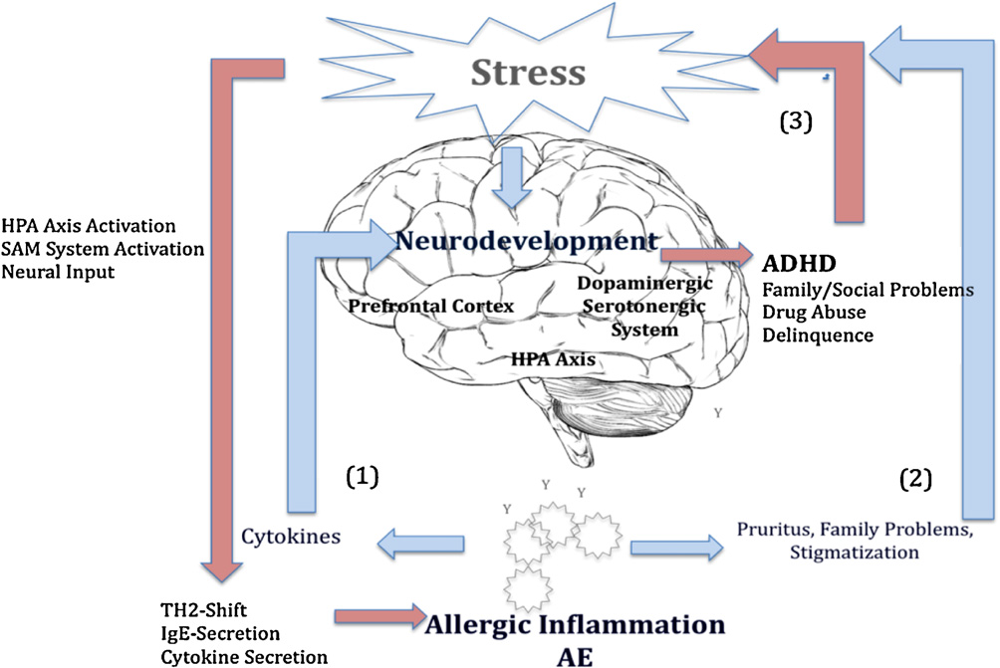 Stress
(3)
HPA Axis Activation
SAM System Activation
Neural Input
Neurodevelopment
ADHD
Family/Social Problems
Drug Abuse
Delinquence
Prefrontal Cortex
Dopaminergic
Serotonergic
System
HPA Axis
Y
(1)
(2)
Y
Y
Y
Cytokines
Pruritus, Family Problems,
Stigmatization
TH2-Shift
IgE-Secretion
Cytokine Secretion
Allergic Inflammation
AE